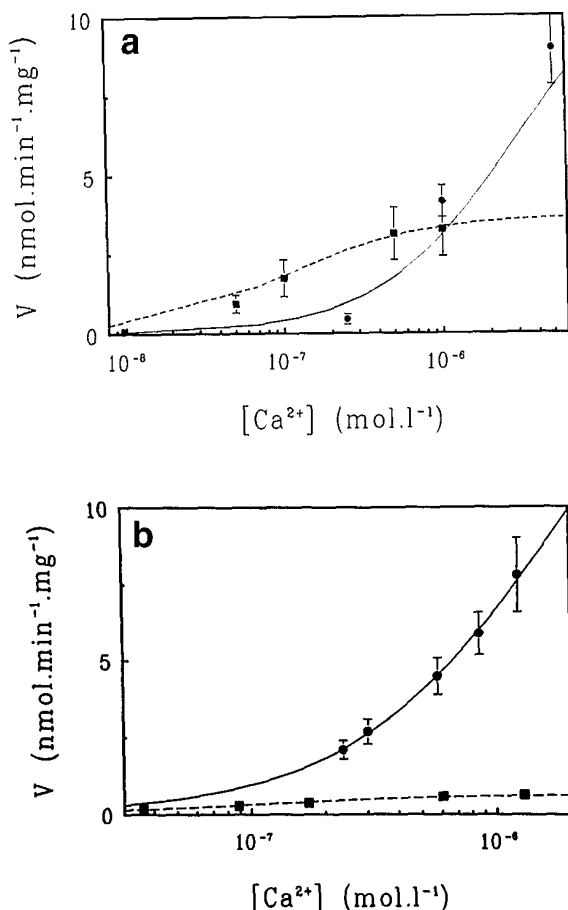 a
10
5
0
V (nmol.min⁻¹.mg⁻¹)
10⁻⁸
10⁻⁷
10⁻⁶
[Ca²⁺] (mol.l⁻¹)
b
10
5
0
V (nmol.min⁻¹.mg⁻¹)
10⁻⁷
10⁻⁶
[Ca²⁺] (mol.l⁻¹)